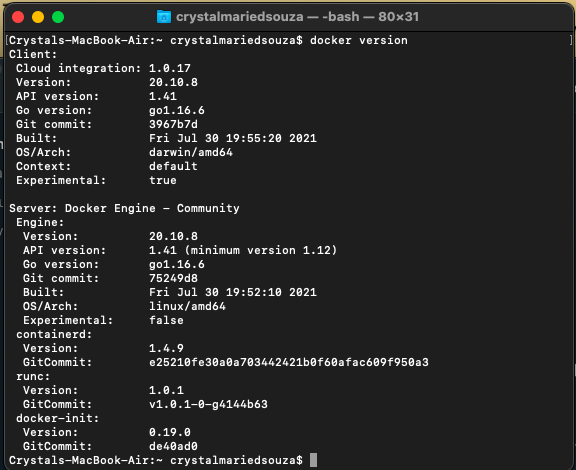 crystalmariedsouza — -bash — 80×31
[Crystals-MacBook-Air:~ crystalmariedsouza$ docker version ]
Client:
 Cloud integration: 1.0.17
 Version:           20.10.8
 API version:       1.41
 Go version:        go1.16.6
 Git commit:        3967b7d
 Built:             Fri Jul 30 19:55:20 2021
 OS/Arch:           darwin/amd64
 Context:           default
 Experimental:      true
Server: Docker Engine - Community
 Engine:
  Version:          20.10.8
  API version:      1.41 (minimum version 1.12)
  Go version:       go1.16.6
  Git commit:       75249d8
  Built:            Fri Jul 30 19:52:10 2021
  OS/Arch:          linux/amd64
  Experimental:     false
 containerd:
  Version:          1.4.9
  GitCommit:        e25210fe30a0a703442421b0f60afac609f950a3
 runc:
  Version:          1.0.1
  GitCommit:        v1.0.1-0-g4144b63
 docker-init:
  Version:          0.19.0
  GitCommit:        de40ad0
Crystals-MacBook-Air:~ crystalmariedsouza$